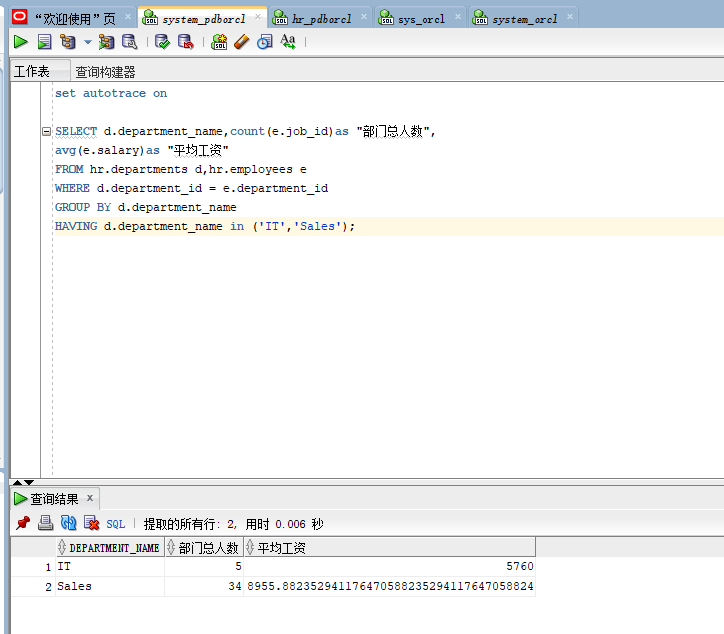 “欢迎使用”页 system_pdborcl hr_pdborcl sys_orcl system_orcl
工作表 查询构建器
set autotrace on
SELECT d.department_name,count(e.job_id)as "部门总人数",
avg(e.salary)as "平均工资"
FROM hr.departments d,hr.employees e
WHERE d.department_id = e.department_id
GROUP BY d.department_name
HAVING d.department_name in ('IT','Sales');
查询结果 x
SQL | 提取的所有行: 2, 用时 0.006 秒
DEPARTMENT_NAME 部门总人数 平均工资
1 IT 5 5760
2 Sales 34 8955.88235294117647058823529411764705882​4